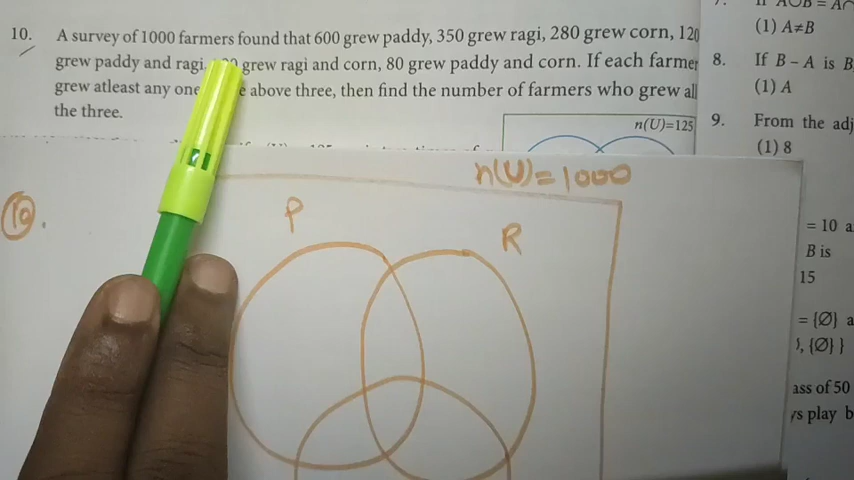 10. A survey of 1000 farmers found that 600 grew paddy, 350 grew ragi, 280 grew corn, 120
grew paddy and ragi, grew ragi and corn, 80 grew paddy and corn. If each farmer
grew atleast any one above three, then find the number of farmers who grew all
the three.
n(U)=125
7.
(1) A≠B
8. If B – A is B
(1) A
9. From the adj
(1) 8
= 10 a
B is
15
= {Ø} a
), {Ø} }
ass of 50
ys play b
10.
n(U)=1000
P
R